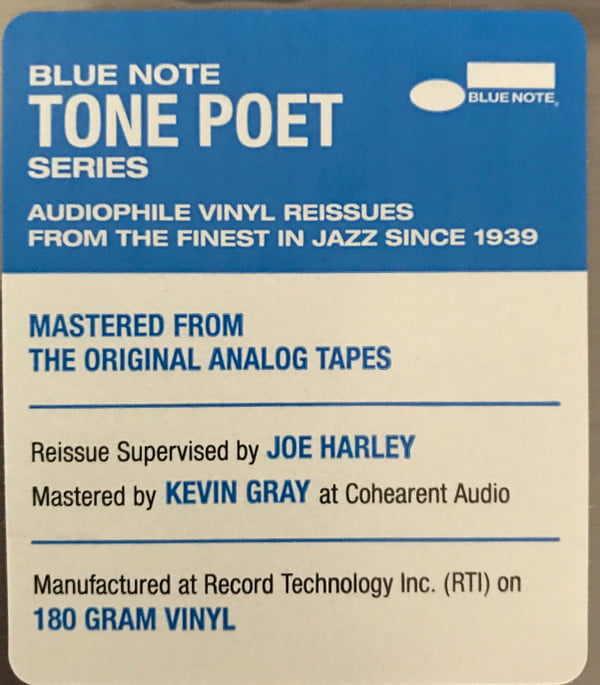 BLUE NOTE
TONE POET
SERIES
BLUE NOTE®
AUDIOPHILE VINYL REISSUES
FROM THE FINEST IN JAZZ SINCE 1939
MASTERED FROM
THE ORIGINAL ANALOG TAPES
Reissue Supervised by JOE HARLEY
Mastered by KEVIN GRAY at Cohearent Audio
Manufactured at Record Technology Inc. (RTI) on
180 GRAM VINYL